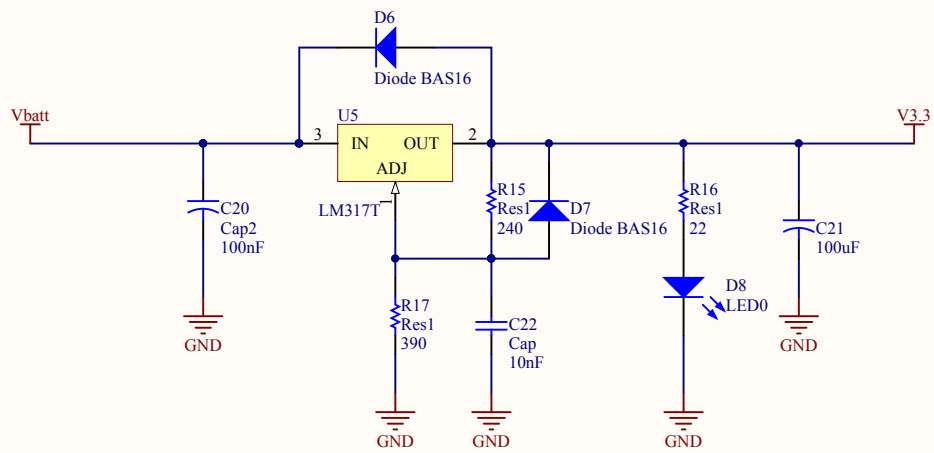 D6
Diode BAS16
Vbatt
V3.3
U5
3
IN
OUT
2
ADJ
1
LM317T
C20
Cap2
100nF
R15
Res1
240
D7
Diode BAS16
R16
Res1
22
C21
100uF
D8
LED0
R17
Res1
390
C22
Cap
10nF
GND
GND
GND
GND
GND